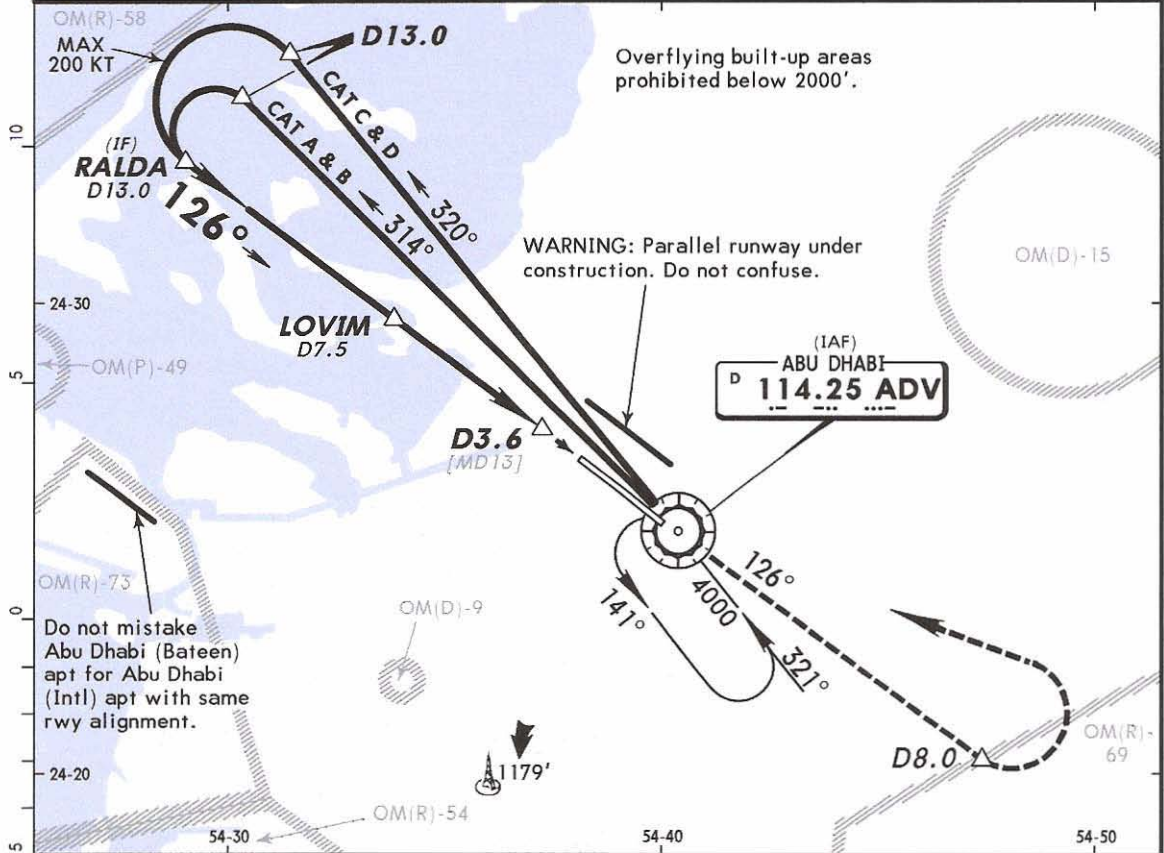 OM(R)-58
MAX
200 KT
D13.0
Overflying built-up areas
prohibited below 2000'.
CAT C & D
CAT A & B
10
(IF)
RALDA
D13.0
126°
320°
314°
WARNING: Parallel runway under
construction. Do not confuse.
OM(D)-15
24-30
LOVIM
D7.5
(IAF)
ABU DHABI
D 114.25 ADV
OM(P)-49
5
D3.6
[MD13]
126°
4000
141°
321°
OM(R)-73
OM(D)-9
0
Do not mistake
Abu Dhabi (Bateen)
apt for Abu Dhabi
(Intl) apt with same
rwy alignment.
D8.0
OM(R)-
69
24-20
1179'
OM(R)-54
5
54-30
54-40
54-50